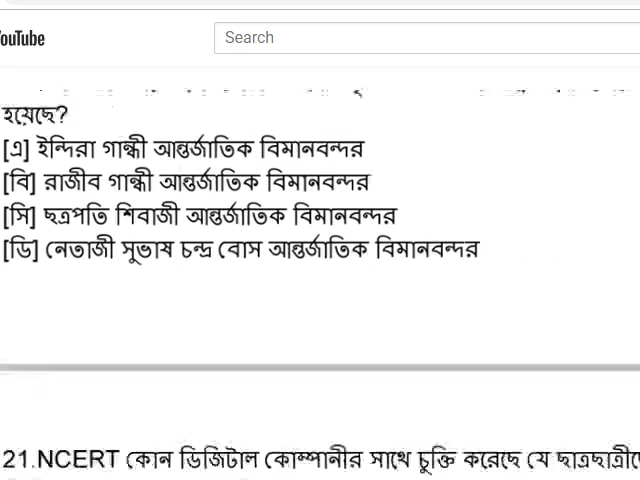 ouTube
Search
হয়েছে?
[এ] ইন্দিরা গান্ধী আন্তর্জাতিক বিমানবন্দর
[বি] রাজীব গান্ধী আন্তর্জাতিক বিমানবন্দর
[সি] ছত্রপতি শিবাজী আন্তর্জাতিক বিমানবন্দর
[ডি] নেতাজী সুভাষ চন্দ্র বোস আন্তর্জাতিক বিমানবন্দর
21.NCERT কোন ডিজিটাল কোম্পানীর সাথে চুক্তি করেছে যে